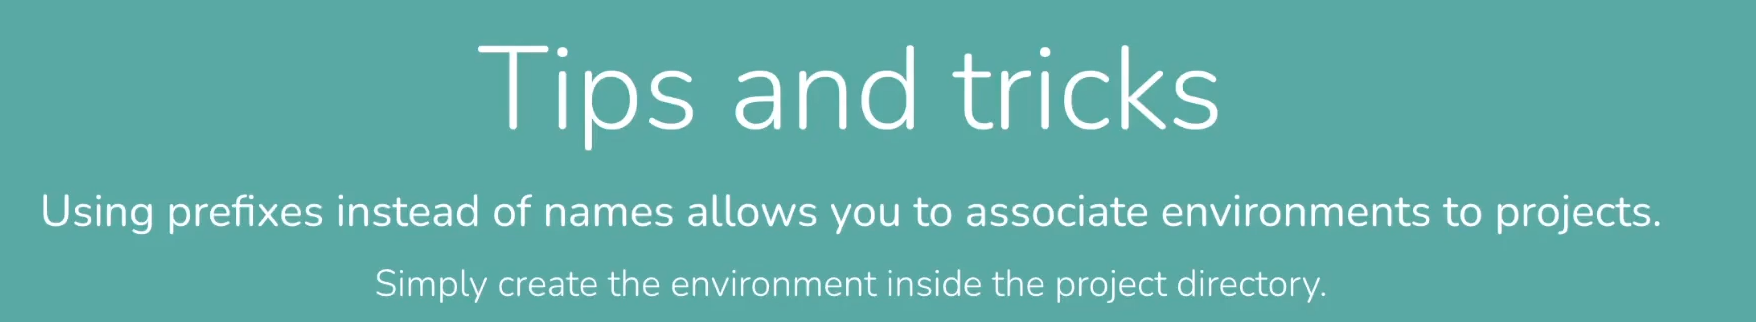 Tips and tricks
Using prefixes instead of names allows you to associate environments to projects.
Simply create the environment inside the project directory.